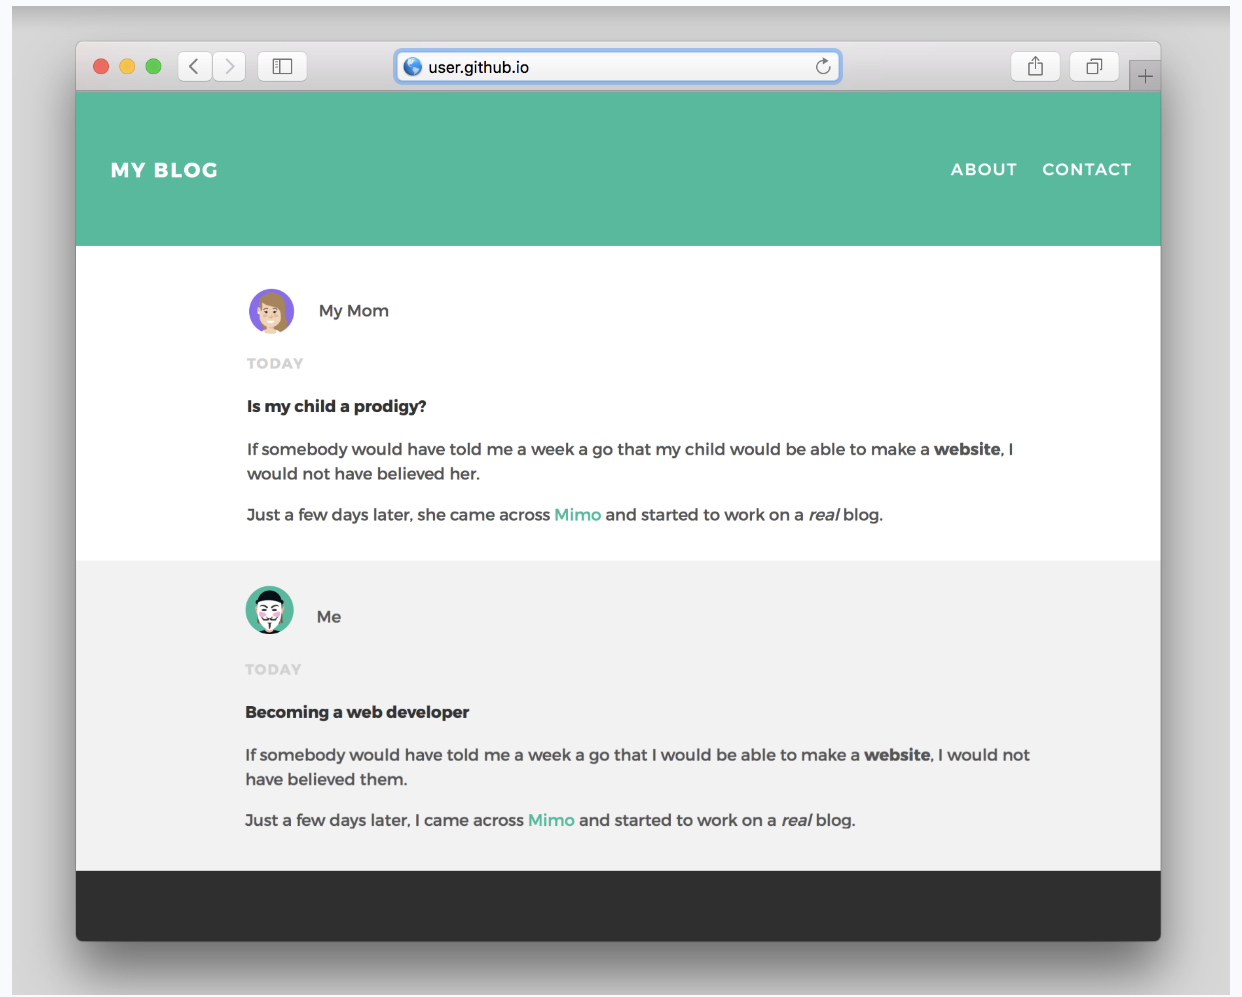 user.github.io
MY BLOG
ABOUT CONTACT
My Mom
TODAY
Is my child a prodigy?
If somebody would have told me a week a go that my child would be able to make a website, I
would not have believed her.
Just a few days later, she came across Mimo and started to work on a real blog.
Me
TODAY
Becoming a web developer
If somebody would have told me a week a go that I would be able to make a website, I would not
have believed them.
Just a few days later, I came across Mimo and started to work on a real blog.